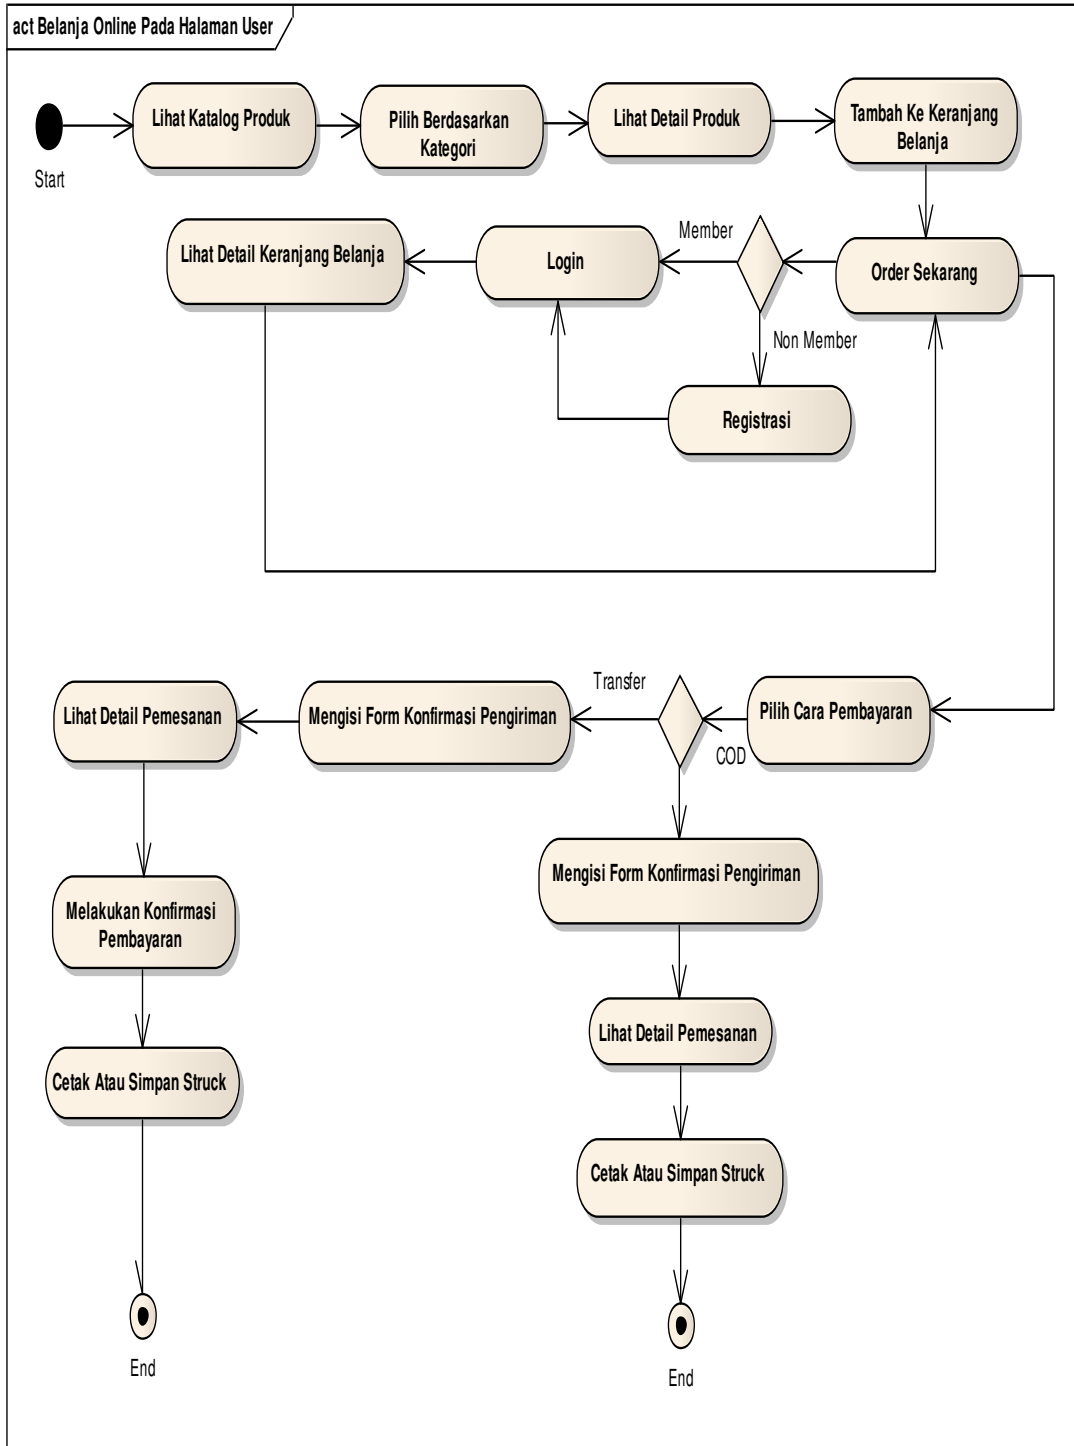 act Belanja Online Pada Halaman User
Start
Lihat Katalog Produk
Pilih Berdasarkan
Kategori
Lihat Detail Produk
Tambah Ke Keranjang
Belanja
Order Sekarang
Member
Login
Lihat Detail Keranjang Belanja
Non Member
Registrasi
Pilih Cara Pembayaran
Transfer
COD
Mengisi Form Konfirmasi Pengiriman
Lihat Detail Pemesanan
Melakukan Konfirmasi
Pembayaran
Cetak Atau Simpan Struck
End
Mengisi Form Konfirmasi Pengiriman
Lihat Detail Pemesanan
Cetak Atau Simpan Struck
End